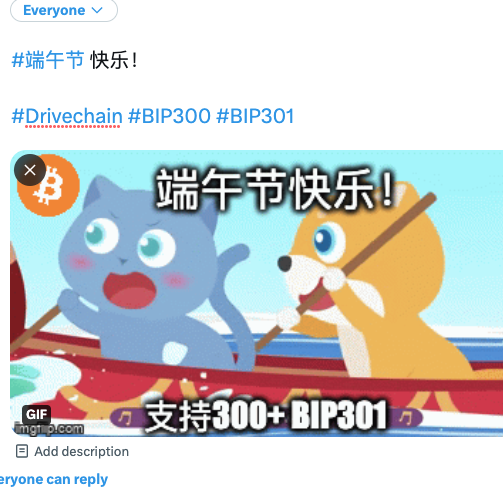 Everyone
#端午节 快乐！
#Drivechain #BIP300 #BIP301
端午节快乐！
支持300+ BIP301
GIF
imgflip.com
Add description
eryone can reply